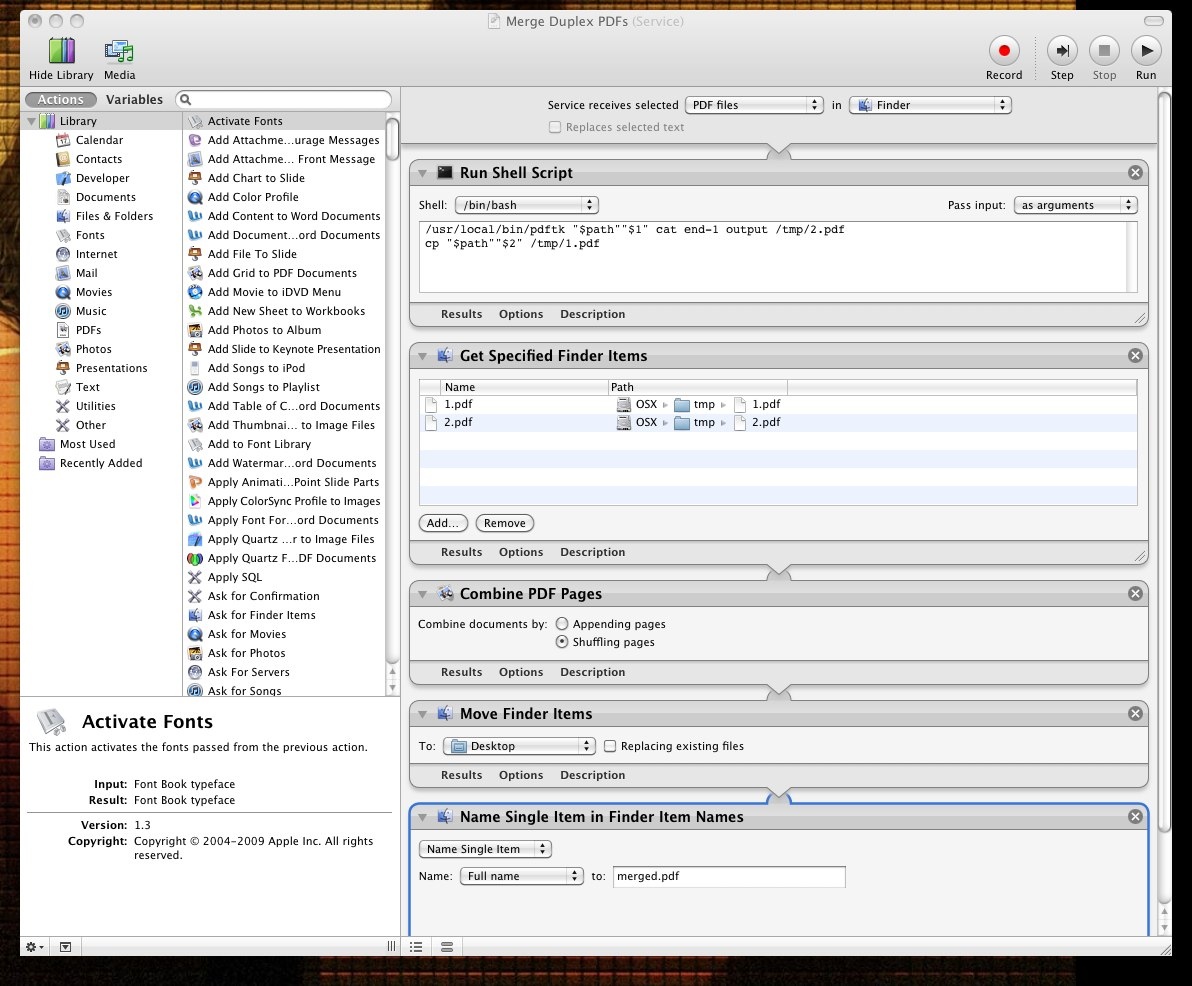 Merge Duplex PDFs (Service)
Hide Library
Media
Record
Step
Stop
Run
Actions
Variables
Library
Calendar
Contacts
Developer
Documents
Files & Folders
Fonts
Internet
Mail
Movies
Music
PDFs
Photos
Presentations
Text
Utilities
Other
Most Used
Recently Added
Activate Fonts
Add Attachme...urage Messages
Add Attachme... Front Message
Add Chart to Slide
Add Color Profile
Add Content to Word Documents
Add Document...ord Documents
Add File To Slide
Add Grid to PDF Documents
Add Movie to iDVD Menu
Add New Sheet to Workbooks
Add Photos to Album
Add Slide to Keynote Presentation
Add Songs to iPod
Add Songs to Playlist
Add Table of C...ord Documents
Add Thumbnai... to Image Files
Add to Font Library
Add Watermar...ord Documents
Apply Animati...Point Slide Parts
Apply ColorSync Profile to Images
Apply Font For...ord Documents
Apply Quartz ...r to Image Files
Apply Quartz F...DF Documents
Apply SQL
Ask for Confirmation
Ask for Finder Items
Ask for Movies
Ask for Photos
Ask For Servers
Ask for Songs
Activate Fonts
This action activates the fonts passed from the previous action.
Input: Font Book typeface
Result: Font Book typeface
Version: 1.3
Copyright: Copyright © 2004–2009 Apple Inc. All rights
reserved.
Service receives selected PDF files in Finder
Replaces selected text
Run Shell Script
Shell: /bin/bash
Pass input: as arguments
/usr/local/bin/pdftk "$path""$1" cat end-1 output /tmp/2.pdf
cp "$path""$2" /tmp/1.pdf
Results Options Description
Get Specified Finder Items
Name Path
1.pdf OSX tmp 1.pdf
2.pdf OSX tmp 2.pdf
Add... Remove
Results Options Description
Combine PDF Pages
Combine documents by: Appending pages
Shuffling pages
Results Options Description
Move Finder Items
To: Desktop Replacing existing files
Results Options Description
Name Single Item in Finder Item Names
Name Single Item
Name: Full name to: merged.pdf